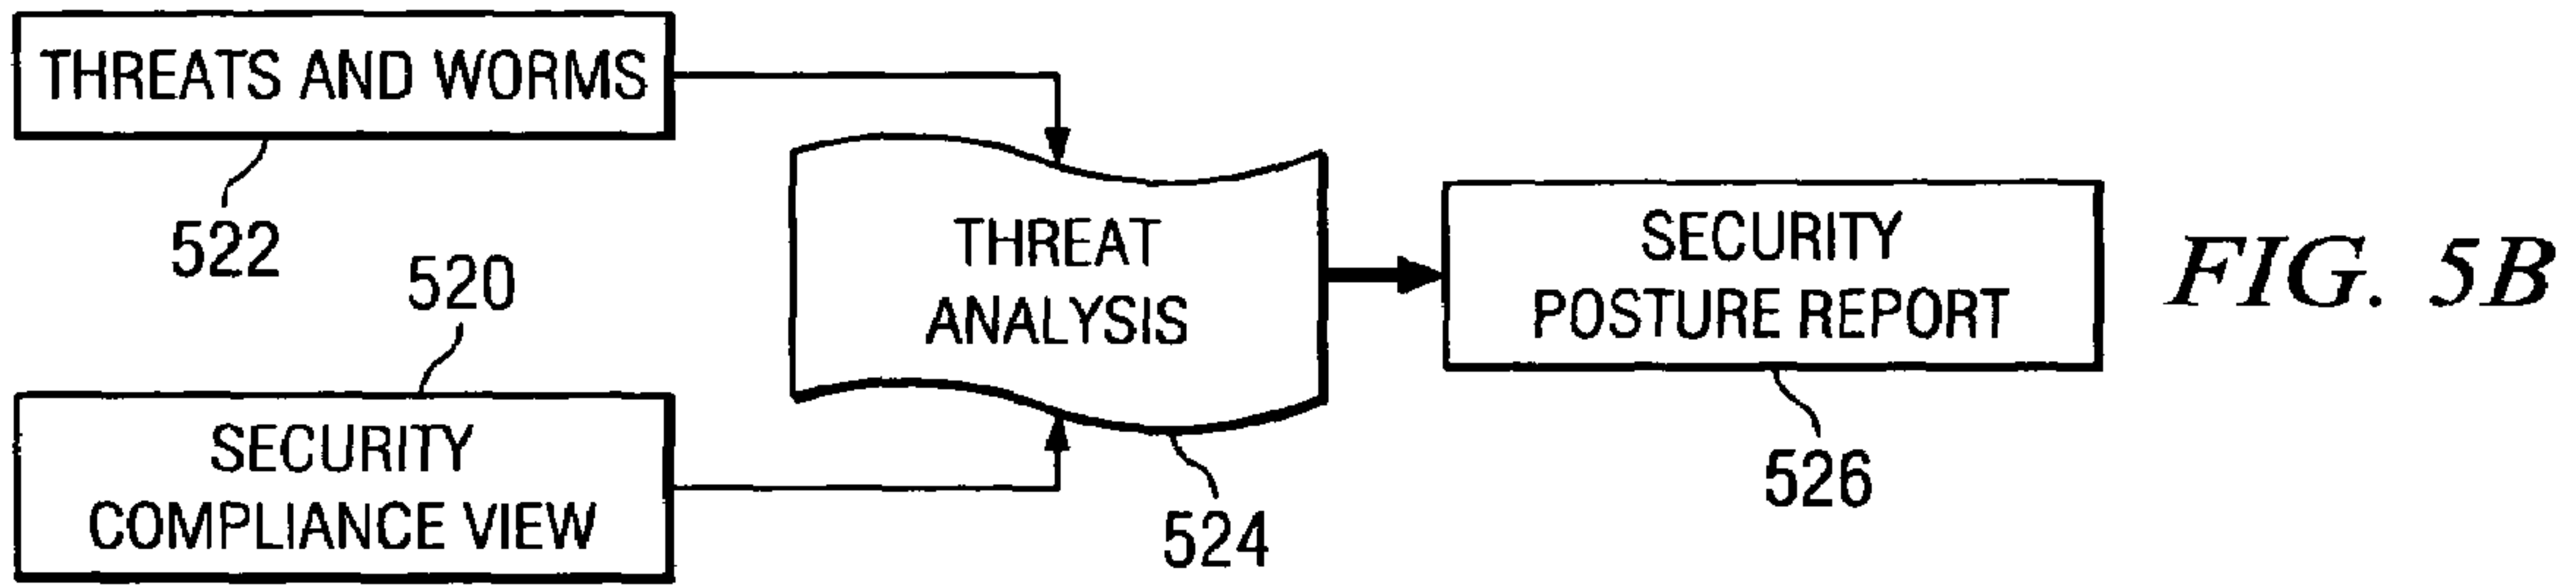 THREATS AND WORMS
522
520
SECURITY
COMPLIANCE VIEW
THREAT
ANALYSIS
524
SECURITY
POSTURE REPORT
526
FIG. 5B